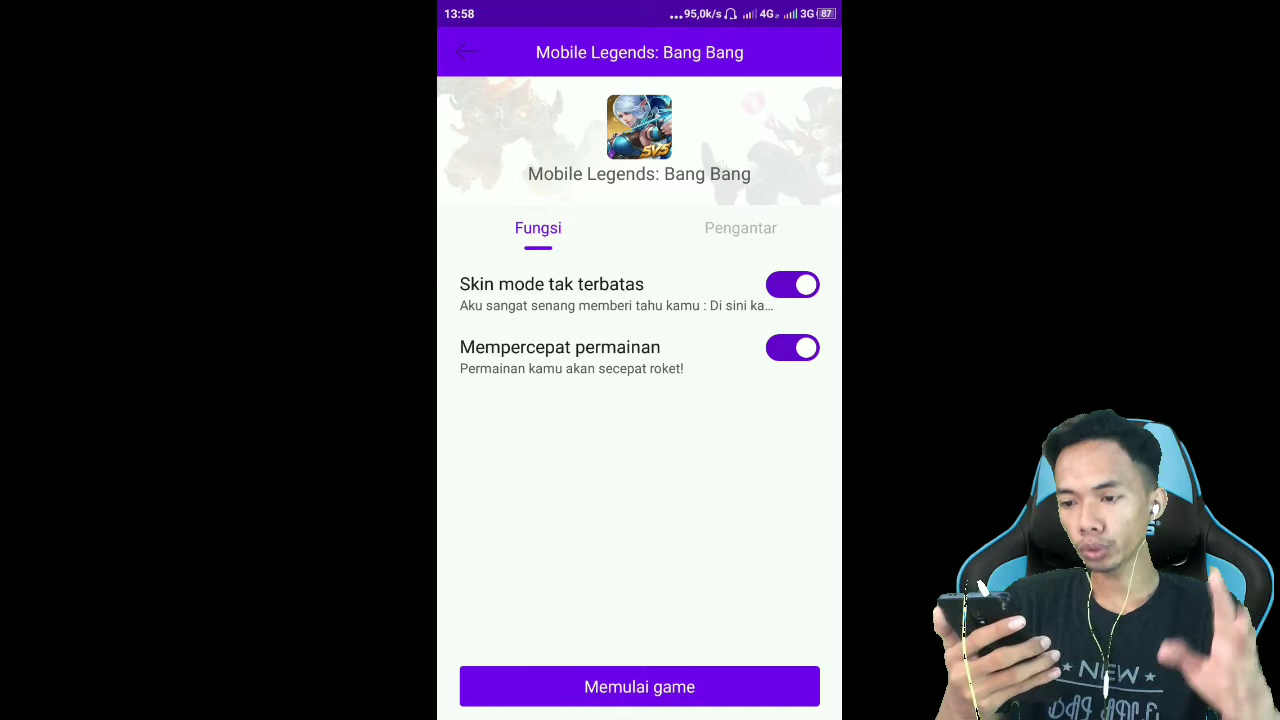 13:58
...95,0k/s 4G 3G 87
Mobile Legends: Bang Bang
5V5
Mobile Legends: Bang Bang
Fungsi
Pengantar
Skin mode tak terbatas
Aku sangat senang memberi tahu kamu : Di sini ka...
Mempercepat permainan
Permainan kamu akan secepat roket!
Memulai game
NEW